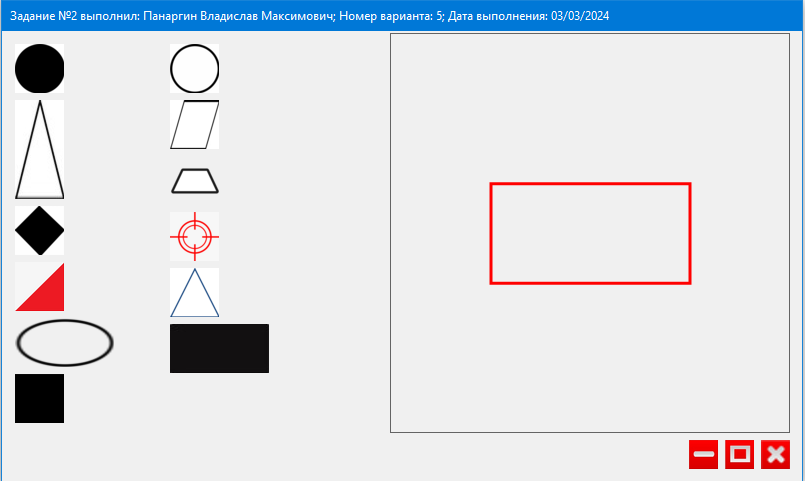 Задание №2 выполнил: Панаргин Владислав Максимович; Номер варианта: 5; Дата выполнения: 03/03/2024